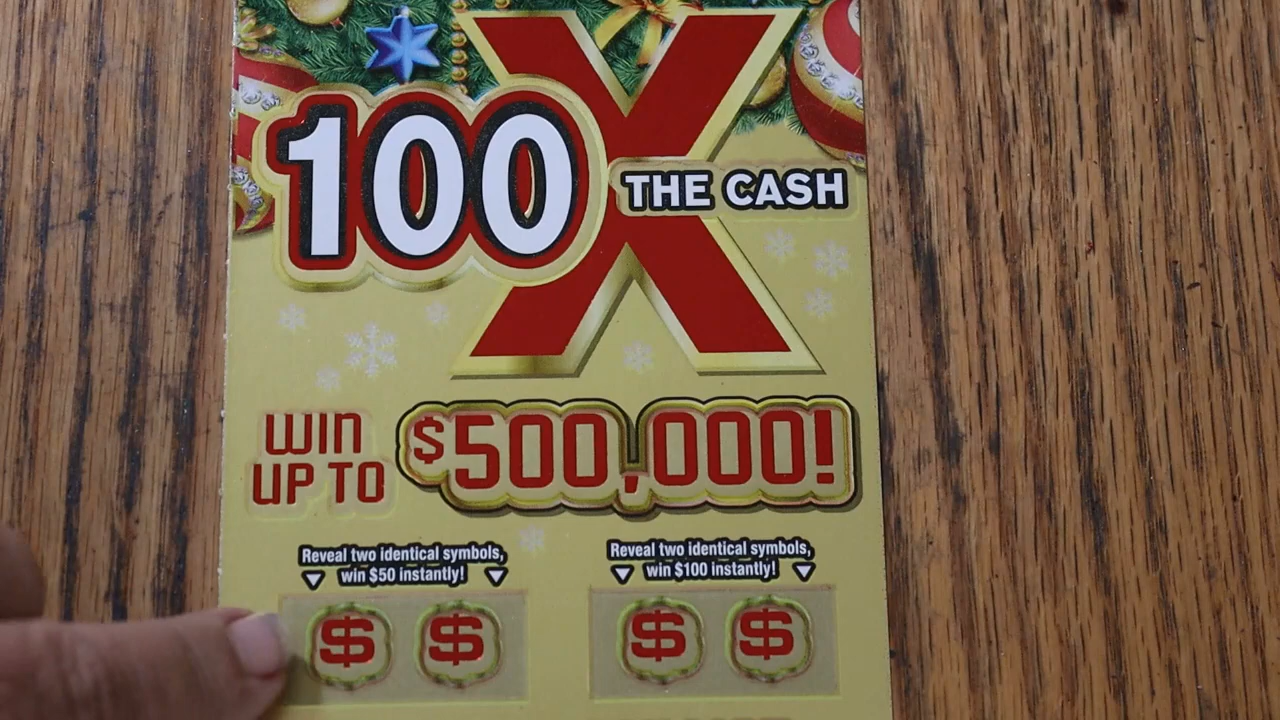 100X
THE CASH
WIN
UP TO
$500,000!
Reveal two identical symbols,
win $50 instantly!
Reveal two identical symbols,
win $100 instantly!
$ $
$ $